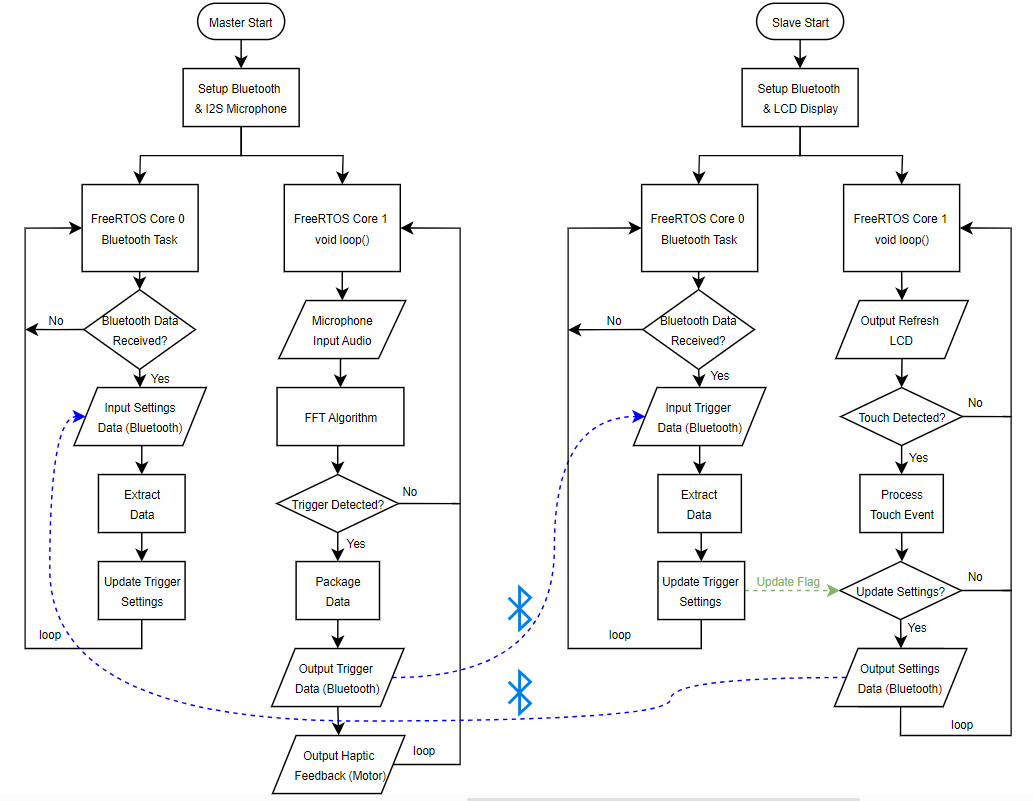 Master Start
Setup Bluetooth
& I2S Microphone
FreeRTOS Core 0
Bluetooth Task
Bluetooth Data
Received?
No
Yes
Input Settings
Data (Bluetooth)
Extract
Data
Update Trigger
Settings
loop
FreeRTOS Core 1
void loop()
Microphone
Input Audio
FFT Algorithm
Trigger Detected?
No
Yes
Package
Data
Output Trigger
Data (Bluetooth)
Output Haptic
Feedback (Motor)
loop
Slave Start
Setup Bluetooth
& LCD Display
FreeRTOS Core 0
Bluetooth Task
Bluetooth Data
Received?
No
Yes
Input Trigger
Data (Bluetooth)
Extract
Data
Update Trigger
Settings
loop
Update Flag
FreeRTOS Core 1
void loop()
Output Refresh
LCD
Touch Detected?
No
Yes
Process
Touch Event
Update Settings?
No
Yes
Output Settings
Data (Bluetooth)
loop